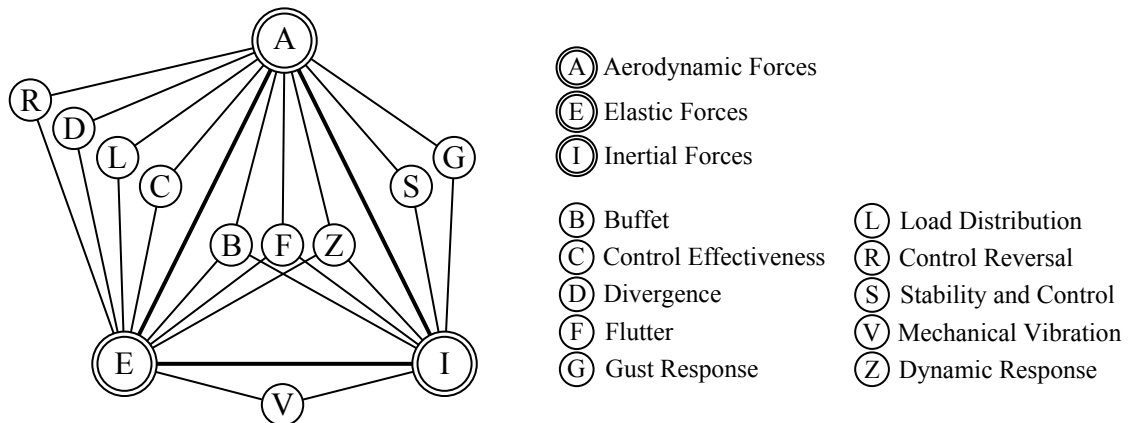 A
R
D
L
C
G
S
B
F
Z
E
I
V
A Aerodynamic Forces
E Elastic Forces
I Inertial Forces
B Buffet
C Control Effectiveness
D Divergence
F Flutter
G Gust Response
L Load Distribution
R Control Reversal
S Stability and Control
V Mechanical Vibration
Z Dynamic Response